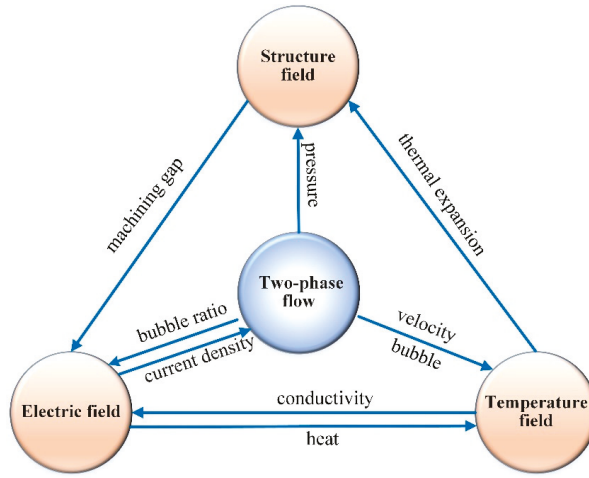 Structure
field
machining gap
pressure
thermal expansion
Two-phase
flow
bubble ratio
current density
velocity
bubble
Electric field
conductivity
heat
Temperature
field